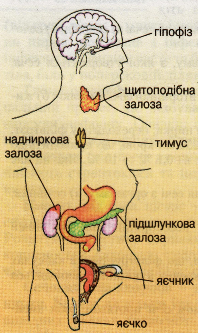 гіпофіз
щитоподібна
залоза
надниркова
залоза
тимус
підшлункова
залоза
яєчник
яєчко